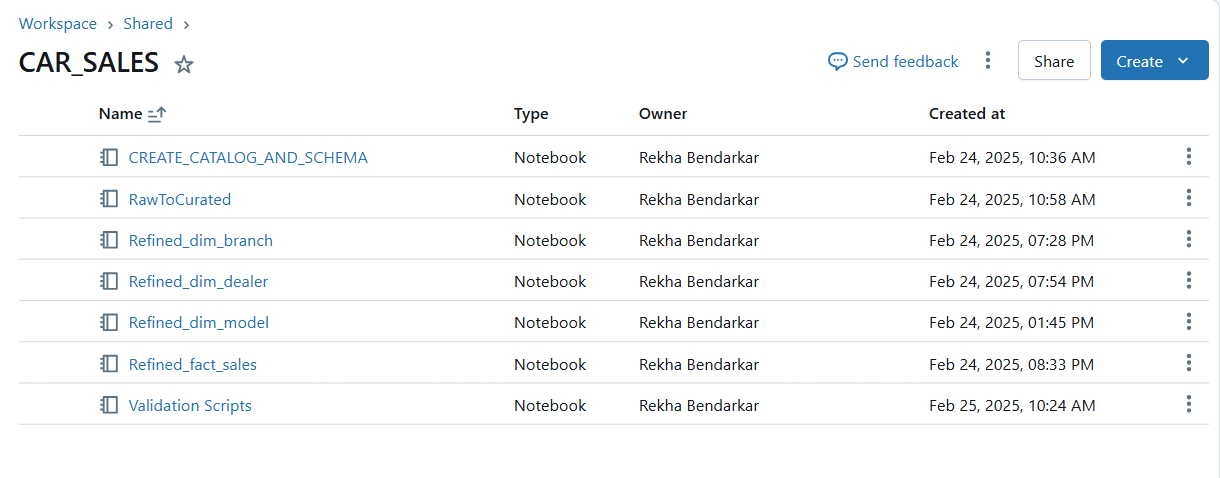 Workspace > Shared >
CAR_SALES
Send feedback
Share
Create
Name Type Owner Created at
CREATE_CATALOG_AND_SCHEMA Notebook Rekha Bendarkar Feb 24, 2025, 10:36 AM
RawToCurated Notebook Rekha Bendarkar Feb 24, 2025, 10:58 AM
Refined_dim_branch Notebook Rekha Bendarkar Feb 24, 2025, 07:28 PM
Refined_dim_dealer Notebook Rekha Bendarkar Feb 24, 2025, 07:54 PM
Refined_dim_model Notebook Rekha Bendarkar Feb 24, 2025, 01:45 PM
Refined_fact_sales Notebook Rekha Bendarkar Feb 24, 2025, 08:33 PM
Validation Scripts Notebook Rekha Bendarkar Feb 25, 2025, 10:24 AM